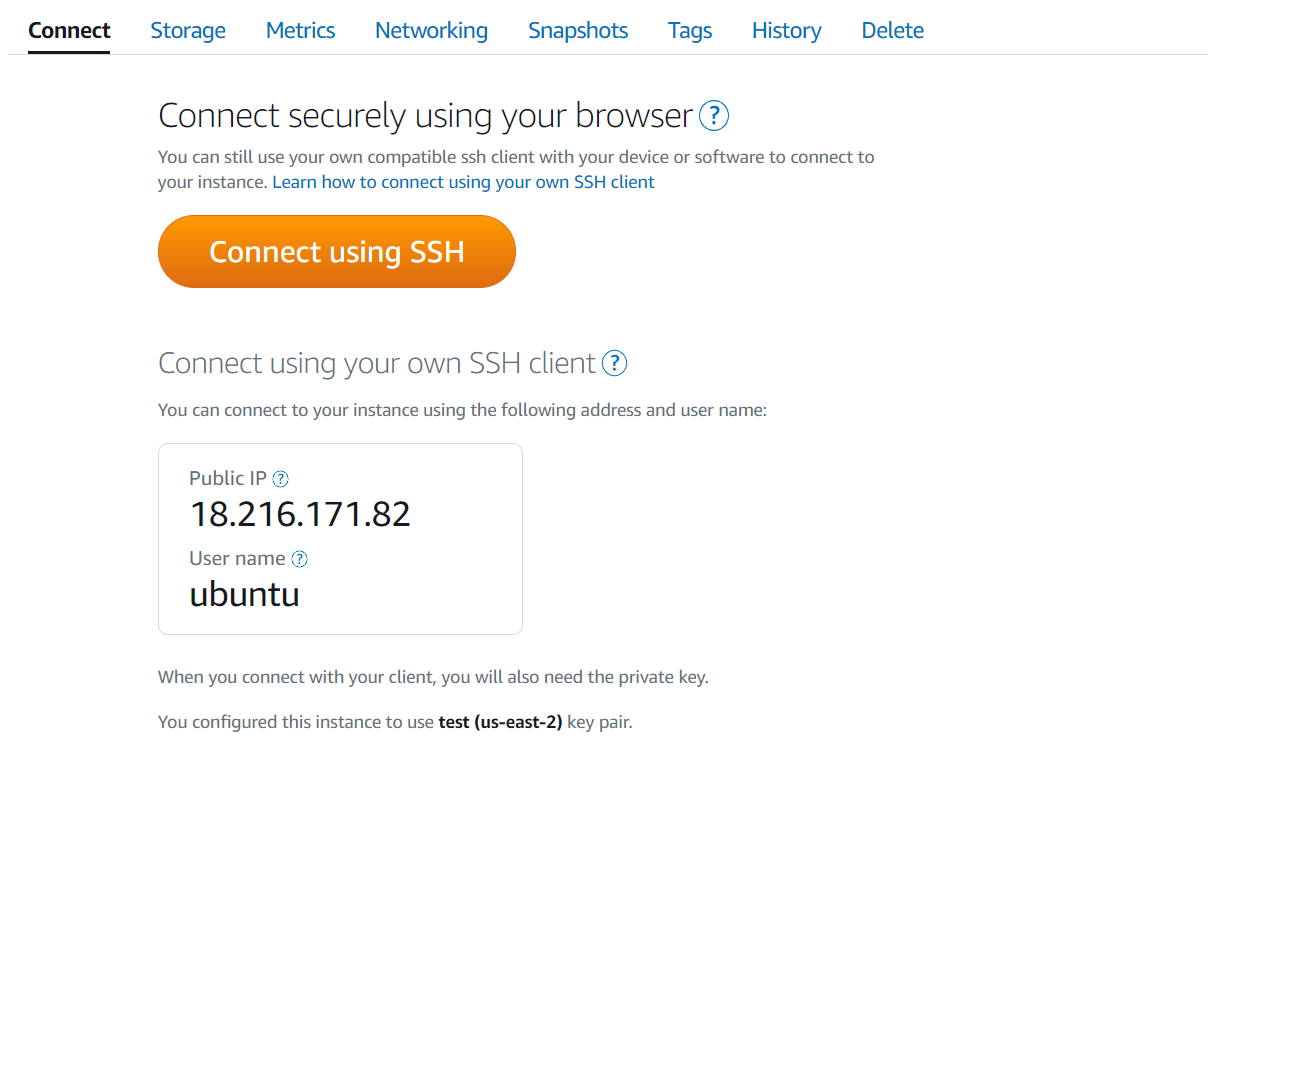 Connect Storage Metrics Networking Snapshots Tags History Delete
Connect securely using your browser ?
You can still use your own compatible ssh client with your device or software to connect to
your instance. Learn how to connect using your own SSH client
Connect using SSH
Connect using your own SSH client ?
You can connect to your instance using the following address and user name:
Public IP ?
18.216.171.82
User name ?
ubuntu
When you connect with your client, you will also need the private key.
You configured this instance to use test (us-east-2) key pair.